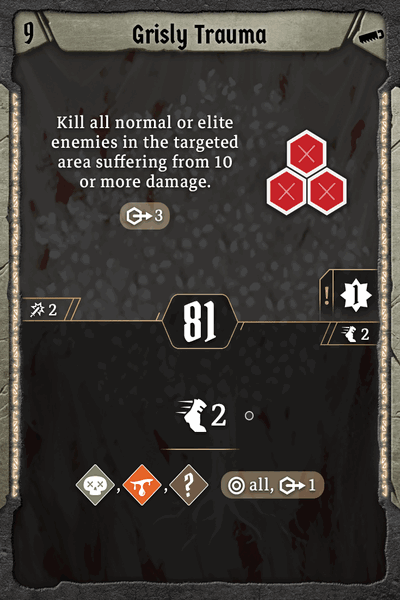 9 Grisly Trauma
Kill all normal or elite
enemies in the targeted
area suffering from 10
or more damage.
3
! 1
2 81
2
2
, , ? all, 1